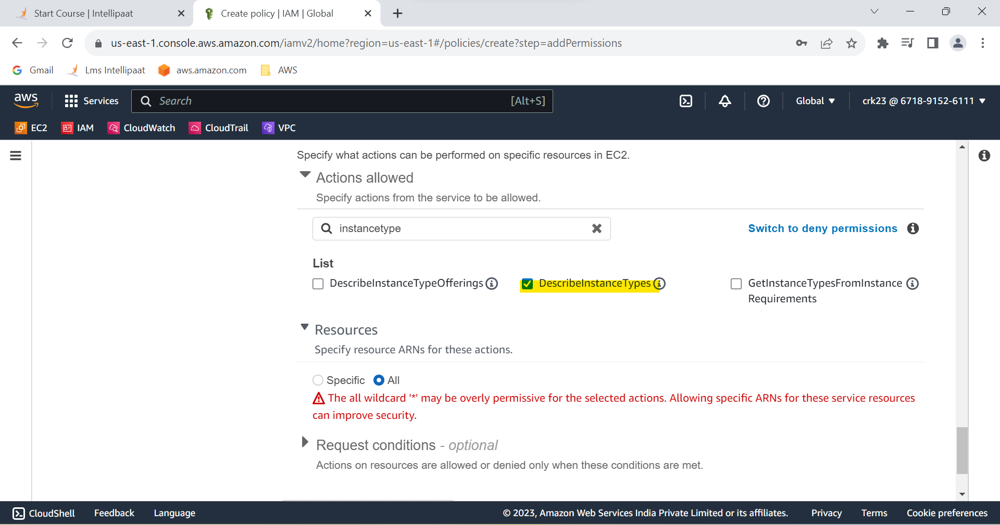 Start Course | Intellipaat
Create policy | IAM | Global
us-east-1.console.aws.amazon.com/iamv2/home?region=us-east-1#/policies/create?step=addPermissions
Gmail
Lms Intellipaat
aws.amazon.com
AWS
aws
Services
Search
[Alt+S]
Global
crk23 @ 6718-9152-6111
EC2
IAM
CloudWatch
CloudTrail
VPC
Specify what actions can be performed on specific resources in EC2.
Actions allowed
Specify actions from the service to be allowed.
instancetype
Switch to deny permissions
List
DescribeInstanceTypeOfferings
DescribeInstanceTypes
GetInstanceTypesFromInstance
Requirements
Resources
Specify resource ARNs for these actions.
Specific
All
The all wildcard '*' may be overly permissive for the selected actions. Allowing specific ARNs for these service resources
can improve security.
Request conditions - optional
Actions on resources are allowed or denied only when these conditions are met.
CloudShell
Feedback
Language
© 2023, Amazon Web Services India Private Limited or its affiliates.
Privacy
Terms
Cookie preferences